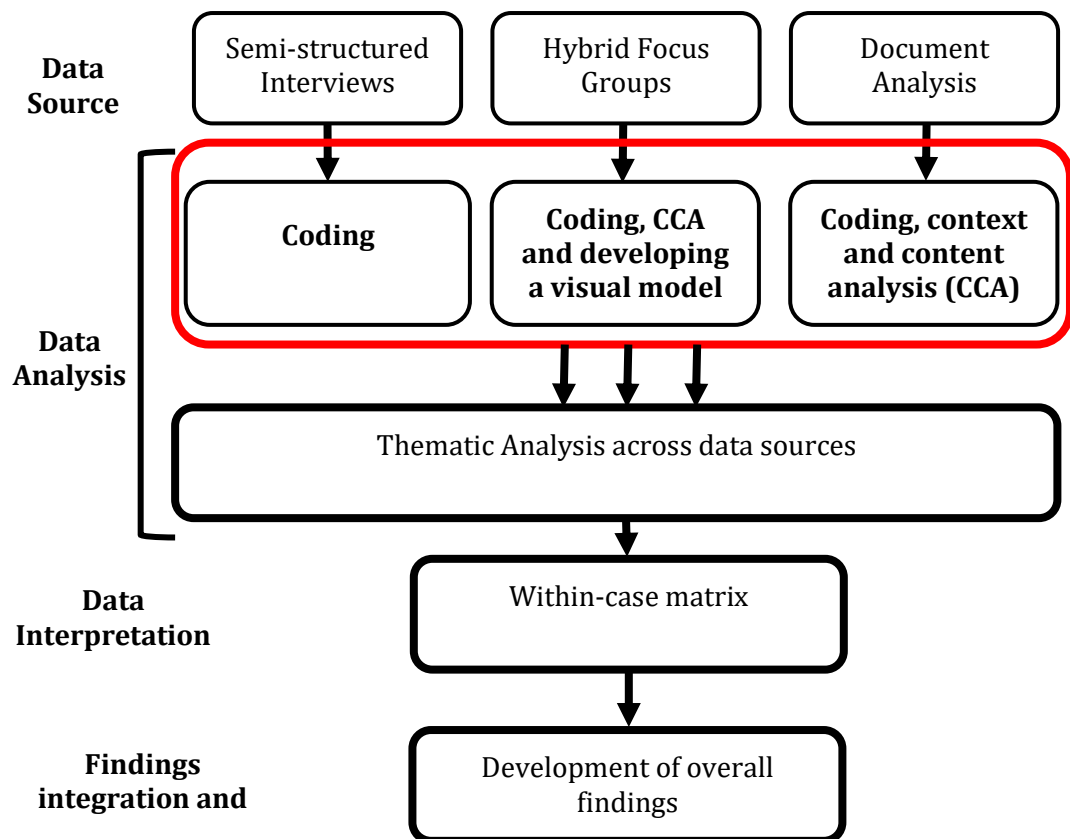 Data
Source
Semi-structured
Interviews
Hybrid Focus
Groups
Document
Analysis
Data
Analysis
Coding
Coding, CCA
and developing
a visual model
Coding, context
and content
analysis (CCA)
Thematic Analysis across data sources
Data
Interpretation
Within-case matrix
Findings
integration and
Development of overall
findings